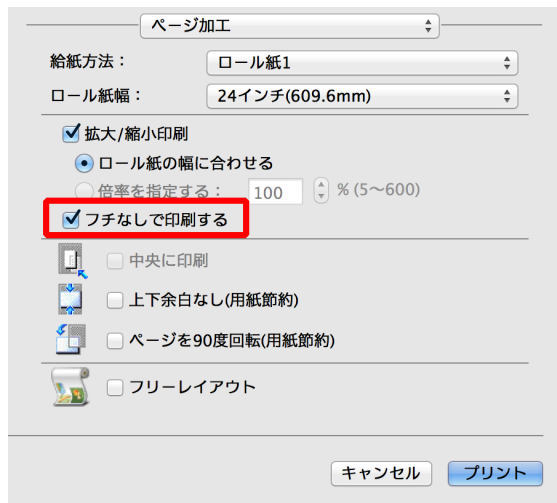 ページ加工
給紙方法： ロール紙1
ロール紙幅： 24インチ(609.6mm)
拡大/縮小印刷
ロール紙の幅に合わせる
倍率を指定する： 100 % (5〜600)
フチなしで印刷する
中央に印刷
上下余白なし(用紙節約)
ページを90度回転(用紙節約)
フリーレイアウト
キャンセル プリント